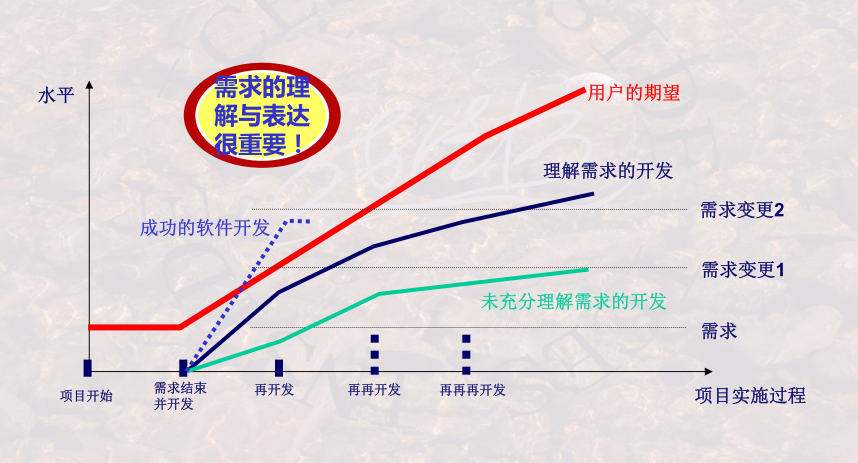 水平
需求的理
解与表达
很重要！
用户的期望
理解需求的开发
需求变更2
成功的软件开发
需求变更1
未充分理解需求的开发
需求
项目开始
需求结束
并开发
再开发
再再开发
再再再开发
项目实施过程